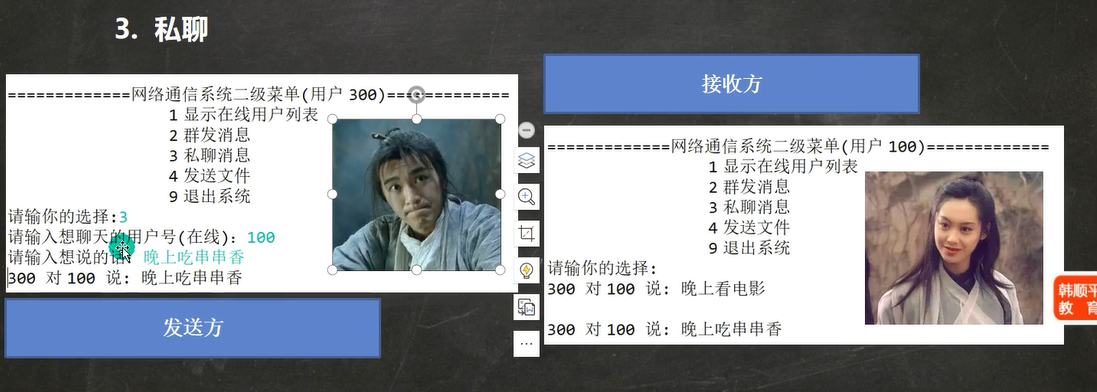 3. 私聊
=============网络通信系统二级菜单(用户 300)=============
1 显示在线用户列表
2 群发消息
3 私聊消息
4 发送文件
9 退出系统
请输你的选择:3
请输入想聊天的用户号(在线): 100
请输入想说的话: 晚上吃串串香
300 对 100 说: 晚上吃串串香
发送方
接收方
=============网络通信系统二级菜单(用户 100)=============
1 显示在线用户列表
2 群发消息
3 私聊消息
4 发送文件
9 退出系统
请输你的选择:
300 对 100 说: 晚上看电影
300 对 100 说: 晚上吃串串香
韩顺平
教 育